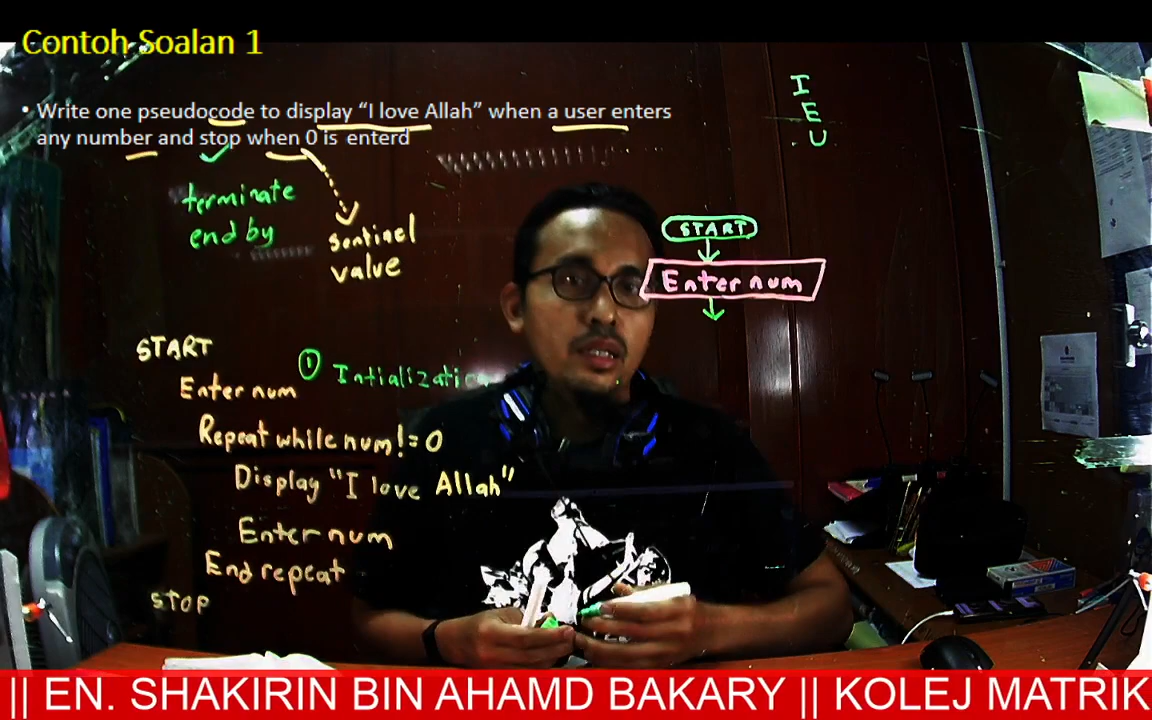 Contoh Soalan 1
• Write one pseudocode to display “I love Allah” when a user enters
any number and stop when 0 is enterd
I
E
U
terminate
end by
sentinel
value
START
Enter num
START
Enter num
① Intializatio
Repeat while num != 0
Display "I love Allah"
Enter num
End repeat
STOP
|| EN. SHAKIRIN BIN AHAMD BAKARY || KOLEJ MATRIK